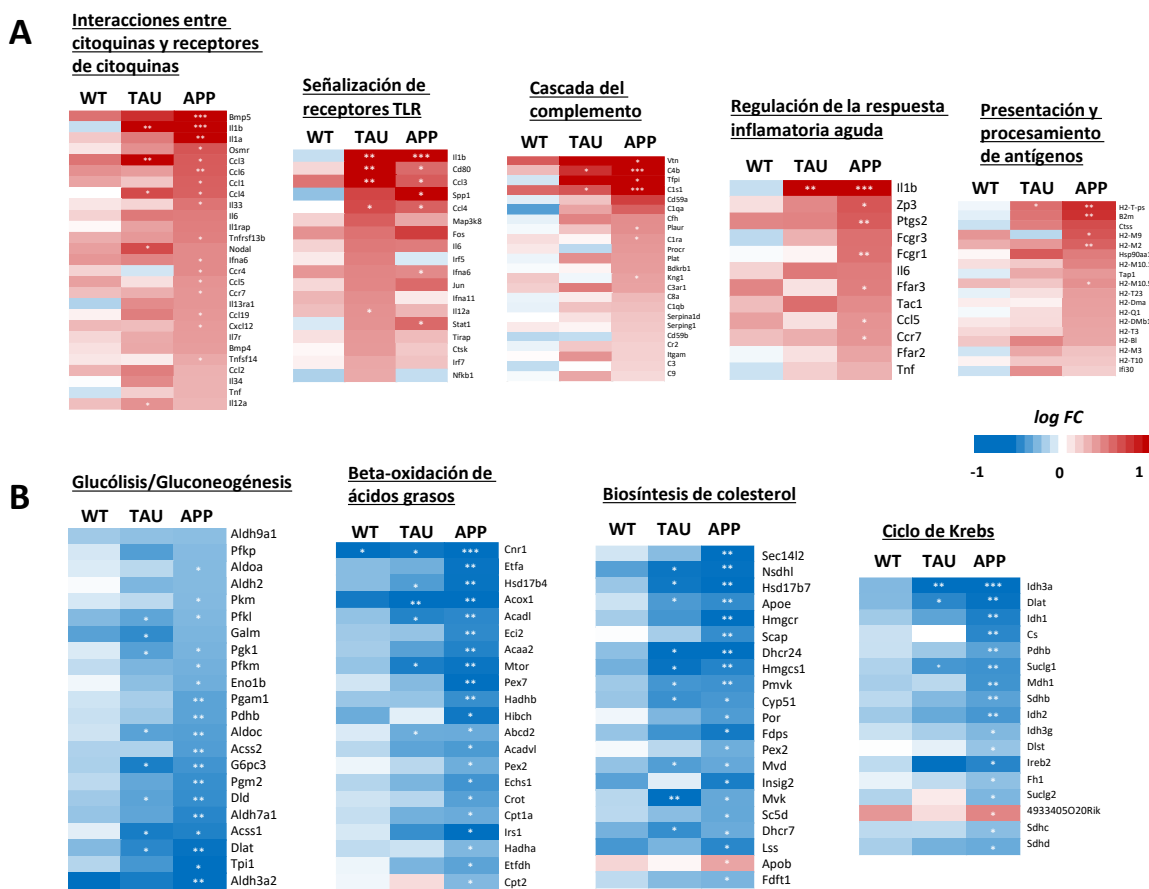 A
Interacciones entre
citoquinas y receptores
de citoquinas
WT TAU APP
***
Bmp5
** ***
Il1b
**
Il1a
*
Osmr
** *
Ccl3
**
Ccl6
*
Ccl1
* *
Ccl4
*
Il33
Il6
Il1rap
*
Tnfrsf13b
*
Nodal
*
Ifna6
*
Ccr4
*
Ccl5
*
Ccr7
Il13ra1
*
Ccl19
*
Cxcl12
Il7r
Bmp4
*
Tnfsf14
Ccl2
Il34
Tnf
*
Il12a
Señalización de
receptores TLR
WT TAU APP
** ***
Il1b
** *
Cd80
** *
Ccl3
*
Spp1
* *
Ccl4
Map3k8
Fos
Il6
Irf5
*
Ifna6
Jun
Ifna11
*
Il12a
*
Stat1
Tirap
Ctsk
Irf7
Nfkb1
Cascada del
complemento
WT TAU APP
*
Vtn
* ***
C4b
*
Tfpi
* ***
C1s1
Cd59a
C1qa
Cfh
*
Plaur
*
C1ra
Procr
Plat
Bdkrb1
*
Kng1
C3ar1
C8a
C1qb
Serpina1d
Serping1
Cd59b
Cr2
Itgam
C3
C9
Regulación de la respuesta
inflamatoria aguda
WT TAU APP
** ***
Il1b
*
Zp3
**
Ptgs2
Fcgr3
**
Fcgr1
Il6
*
Ffar3
Tac1
*
Ccl5
*
Ccr7
Ffar2
Tnf
Presentación y
procesamiento
de antígenos
WT TAU APP
* **
H2-T-ps
**
B2m
Ctss
*
H2-M9
**
H2-M2
Hsp90aa1
H2-M10.
Tap1
*
H2-M10.5
H2-T23
H2-Dma
H2-Q1
H2-DMb1
H2-T3
H2-Bl
H2-M3
H2-T10
Ifi30
log FC
-1 0 1
B
Glucólisis/Gluconeogénesis
WT TAU APP
Aldh9a1
Pfkp
*
Aldoa
Aldh2
*
Pkm
* *
Pfkl
*
Galm
* *
Pgk1
*
Pfkm
*
Eno1b
**
Pgam1
**
Pdhb
* **
Aldoc
**
Acss2
* **
G6pc3
**
Pgm2
* **
Dld
**
Aldh7a1
* *
Acss1
* **
Dlat
*
Tpi1
**
Aldh3a2
Beta-oxidación de
ácidos grasos
WT TAU APP
* * ***
Cnr1
**
Etfa
* **
Hsd17b4
** **
Acox1
* **
Acadl
**
Eci2
**
Acaa2
* **
Mtor
**
Pex7
**
Hadhb
*
Hibch
* *
Abcd2
*
Acadvl
*
Pex2
*
Echs1
*
Crot
*
Cpt1a
*
Irs1
*
Hadha
*
Etfdh
*
Cpt2
Biosíntesis de colesterol
WT TAU APP
**
Sec14l2
* **
Nsdhl
* **
Hsd17b7
* **
Apoe
**
Hmgcr
Scap
* **
Dhcr24
* **
Hmgcs1
* **
Pmvk
* *
Cyp51
*
Por
*
Fdps
*
Pex2
* *
Mvd
*
Insig2
** *
Mvk
*
Sc5d
* *
Dhcr7
*
Lss
*
Apob
*
Fdft1
Ciclo de Krebs
WT TAU APP
** ***
Idh3a
* **
Dlat
**
Idh1
**
Cs
**
Pdhb
* **
Suclg1
**
Mdh1
**
Sdhb
**
Idh2
*
Idh3g
*
Dlst
*
Ireb2
*
Fh1
*
Suclg2
*
4933405O20Rik
*
Sdhc
*
Sdhd